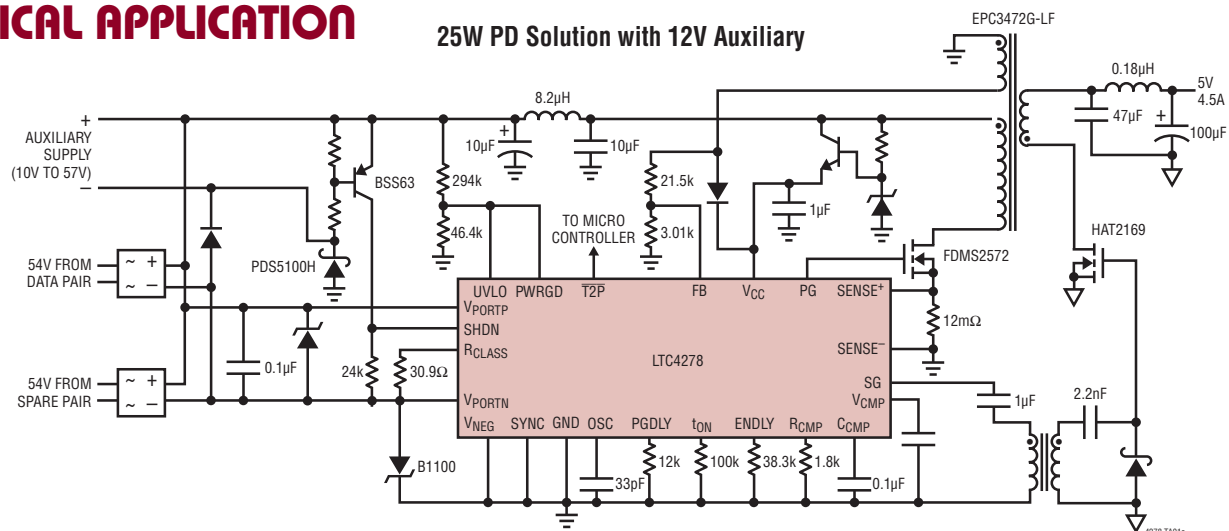 ICAL APPLICATION
25W PD Solution with 12V Auxiliary
EPC3472G-LF
0.18µH
5V
4.5A
47µF
+
100µF
8.2µH
+
AUXILIARY
SUPPLY
(10V TO 57V)
–
+
10µF
10µF
BSS63
294k
46.4k
21.5k
3.01k
1µF
TO MICRO
CONTROLLER
HAT2169
FDMS2572
54V FROM
DATA PAIR
~ +
~ –
PDS5100H
UVLO PWRGD T2P FB VCC PG SENSE+
VPORTP
SHDN
RCLASS
12mΩ
SENSE–
LTC4278
0.1µF
24k
30.9Ω
54V FROM
SPARE PAIR
~ +
~ –
SG
VCMP
1µF
2.2nF
VPORTN
VNEG SYNC GND OSC PGDLY tON ENDLY RCMP CCMP
B1100
33pF
12k
100k
38.3k
1.8k
0.1µF